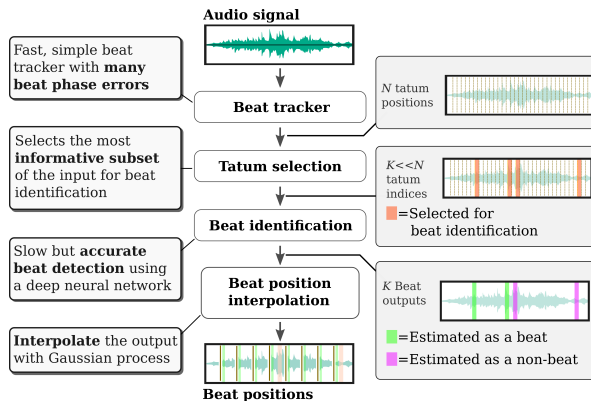 Audio signal
Fast, simple beat
tracker with many
beat phase errors
Beat tracker
N tatum
positions
Selects the most
informative subset
of the input for beat
identification
Tatum selection
K<<N
tatum
indices
=Selected for
beat identification
Beat identification
Slow but accurate
beat detection using
a deep neural network
Beat position
interpolation
K Beat
outputs
=Estimated as a beat
=Estimated as a non-beat
Interpolate the output
with Gaussian process
Beat positions